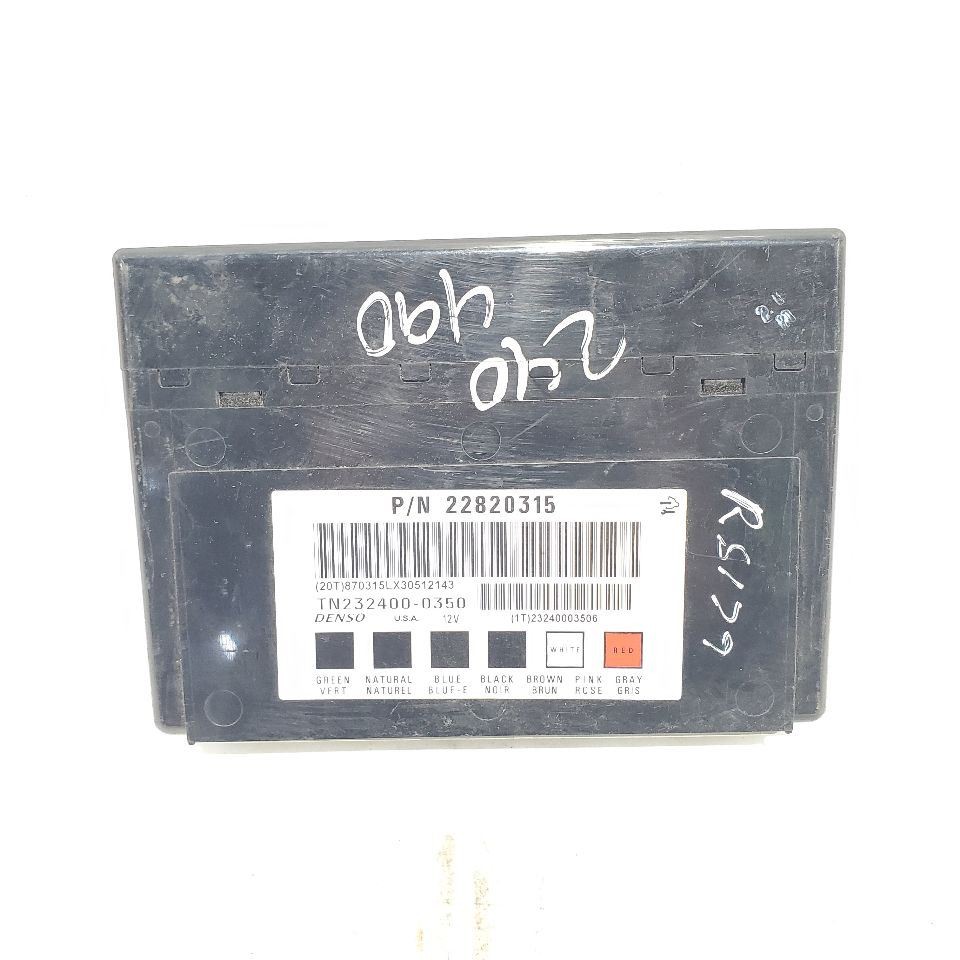 490
240
P/N 22820315
(20T)870315LX30512143
TN232400-0350
DENSO U.S.A. 12V (1T)23240003506
WHITE RED
GREEN NATURAL BLUE BLACK BROWN PINK GRAY
VERT NATUREL BLUE-E NOIR BRUN ROSE GRIS
RS179